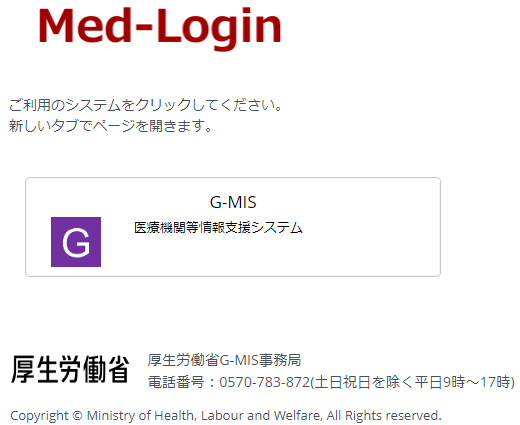 Med-Login
ご利用のシステムをクリックしてください。
新しいタブでページを開きます。
G-MIS
G
医療機関等情報支援システム
厚生労働省
厚生労働省G-MIS事務局
電話番号：0570-783-872(土日祝日を除く平日9時～17時)
Copyright © Ministry of Health, Labour and Welfare, All Rights reserved.